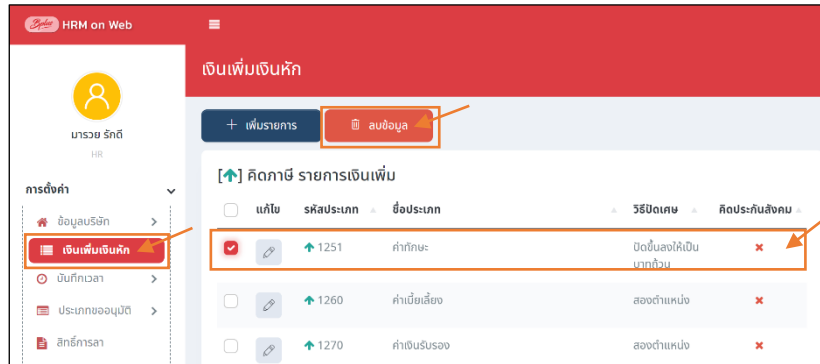 Bplus HRM on Web
เงินเพิ่มเงินหัก
มารวย รักดี
HR
+ เพิ่มรายการ
ลบข้อมูล
การตั้งค่า
ข้อมูลบริษัท
เงินเพิ่มเงินหัก
บันทึกเวลา
ประเภทขออนุมัติ
สิทธิ์การลา
[↑] คิดภาษี รายการเงินเพิ่ม
แก้ไข รหัสประเภท ชื่อประเภท วิธีปัดเศษ คิดประกันสังคม
1251 ค่าทักษะ ปัดขึ้นลงให้เป็น
บาทถ้วน
1260 ค่าเบี้ยเลี้ยง สองตำแหน่ง
1270 ค่าเงินรับรอง สองตำแหน่ง